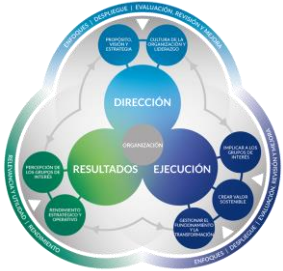 ENFOQUES | DESPLIEGUE | EVALUACIÓN, REVISIÓN Y MEJORA
PROPÓSITO,
VISIÓN Y
ESTRATEGIA
CULTURA DE LA
ORGANIZACIÓN Y
LIDERAZGO
DIRECCIÓN
ORGANIZACIÓN
RESULTADOS
EJECUCIÓN
PERCEPCIÓN DE
LOS GRUPOS DE
INTERÉS
RENDIMIENTO
ESTRATÉGICO Y
OPERATIVO
IMPLICAR A LOS
GRUPOS DE
INTERÉS
CREAR VALOR
SOSTENIBLE
GESTIONAR EL
FUNCIONAMIENTO
Y LA
TRANSFORMACIÓN
RELEVANCIA Y UTILIDAD | RENDIMIENTO
ENFOQUES | DESPLIEGUE | EVALUACIÓN, REVISIÓN Y MEJORA